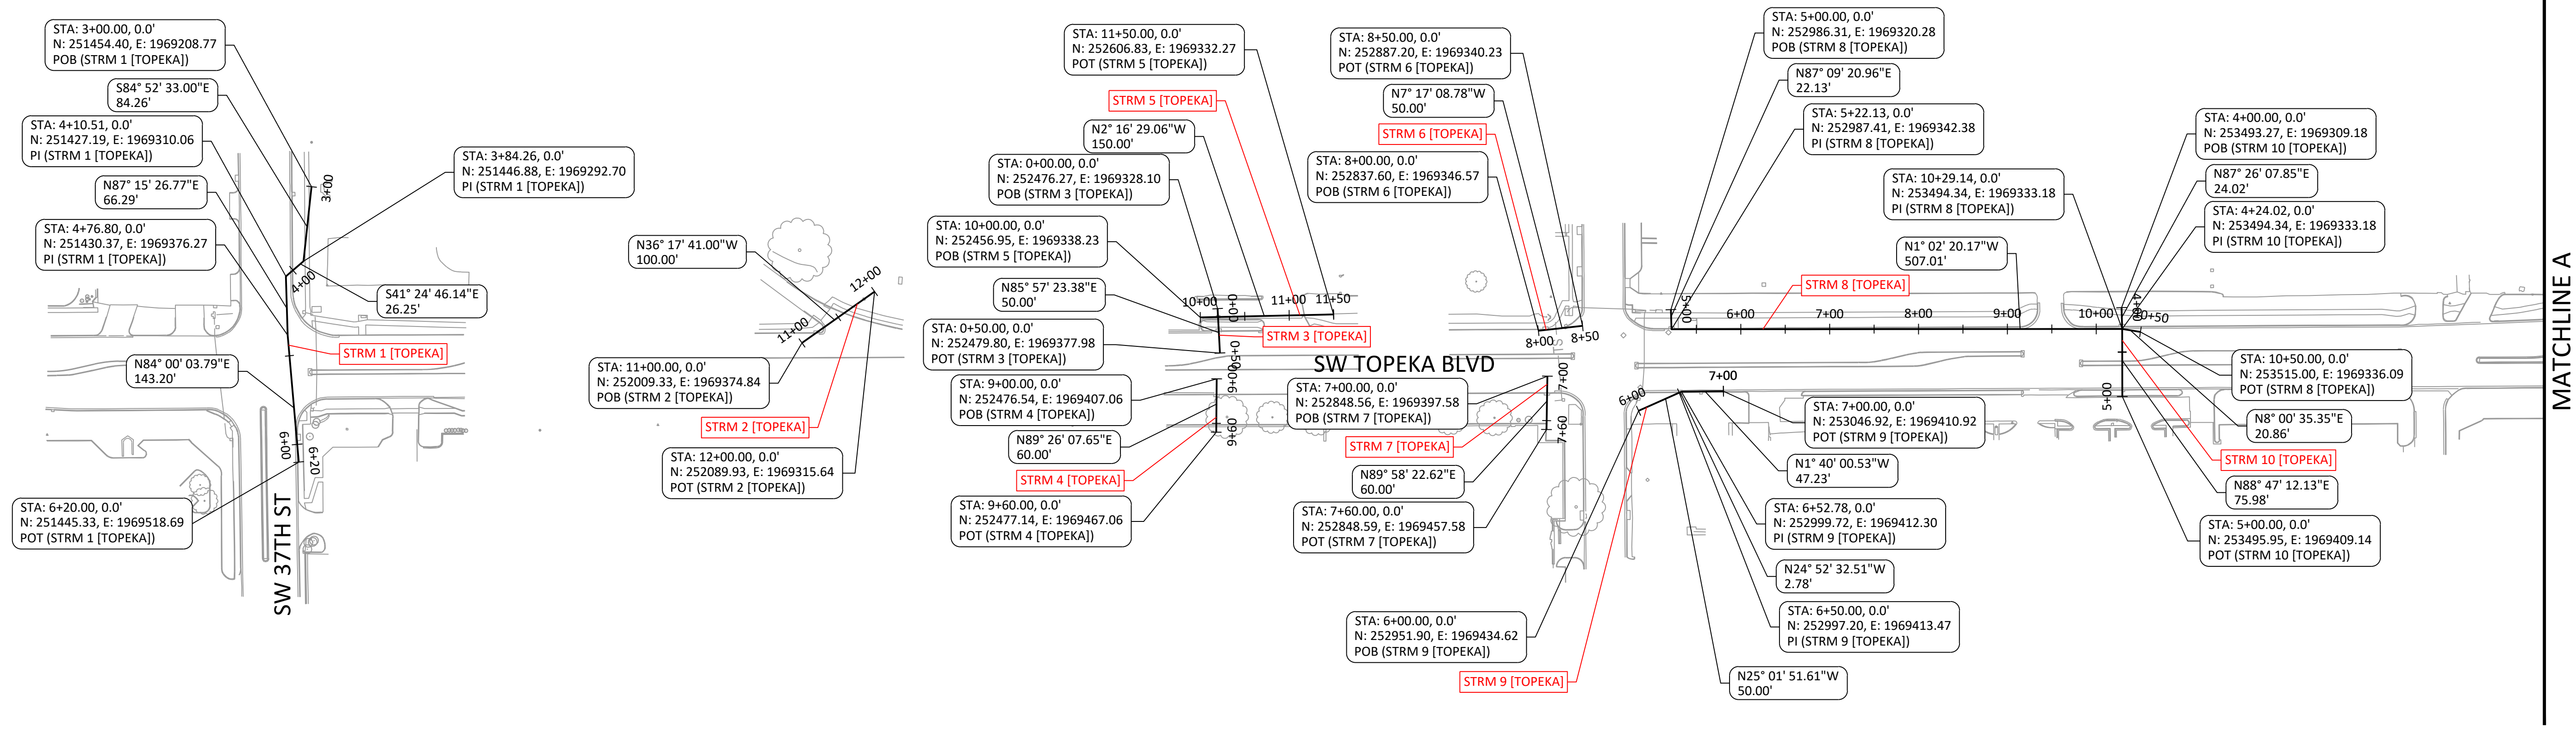 STA: 3+00.00, 0.0'
N: 251454.40, E: 1969208.77
POB (STRM 1 [TOPEKA])
S84° 52' 33.00"E
84.26'
STA: 4+10.51, 0.0'
N: 251427.19, E: 1969310.06
PI (STRM 1 [TOPEKA])
N87° 15' 26.77"E
66.29'
STA: 4+76.80, 0.0'
N: 251430.37, E: 1969376.27
PI (STRM 1 [TOPEKA])
N84° 00' 03.79"E
143.20'
STA: 6+20.00, 0.0'
N: 251445.33, E: 1969518.69
POT (STRM 1 [TOPEKA])
3+00
4+00
6+00
6+20
SW 37TH ST
STA: 3+84.26, 0.0'
N: 251446.88, E: 1969292.70
PI (STRM 1 [TOPEKA])
S41° 24' 46.14"E
26.25'
STRM 1 [TOPEKA]
N36° 17' 41.00"W
100.00'
12+00
11+00
STA: 11+00.00, 0.0'
N: 252009.33, E: 1969374.84
POB (STRM 2 [TOPEKA])
STRM 2 [TOPEKA]
STA: 12+00.00, 0.0'
N: 252089.93, E: 1969315.64
POT (STRM 2 [TOPEKA])
STA: 11+50.00, 0.0'
N: 252606.83, E: 1969332.27
POT (STRM 5 [TOPEKA])
STRM 5 [TOPEKA]
N2° 16' 29.06"W
150.00'
STA: 0+00.00, 0.0'
N: 252476.27, E: 1969328.10
POB (STRM 3 [TOPEKA])
STA: 10+00.00, 0.0'
N: 252456.95, E: 1969338.23
POB (STRM 5 [TOPEKA])
N85° 57' 23.38"E
50.00'
STA: 0+50.00, 0.0'
N: 252479.80, E: 1969377.98
POT (STRM 3 [TOPEKA])
STA: 9+00.00, 0.0'
N: 252476.54, E: 1969407.06
POB (STRM 4 [TOPEKA])
N89° 26' 07.65"E
60.00'
STRM 4 [TOPEKA]
STA: 9+60.00, 0.0'
N: 252477.14, E: 1969467.06
POT (STRM 4 [TOPEKA])
10+00
0+00
11+00
11+50
STRM 3 [TOPEKA]
0+50
9+00
9+60
SW TOPEKA BLVD
STA: 8+50.00, 0.0'
N: 252887.20, E: 1969340.23
POT (STRM 6 [TOPEKA])
N7° 17' 08.78"W
50.00'
STRM 6 [TOPEKA]
STA: 8+00.00, 0.0'
N: 252837.60, E: 1969346.57
POB (STRM 6 [TOPEKA])
8+00
8+50
STA: 7+00.00, 0.0'
N: 252848.56, E: 1969397.58
POB (STRM 7 [TOPEKA])
STRM 7 [TOPEKA]
N89° 58' 22.62"E
60.00'
STA: 7+60.00, 0.0'
N: 252848.59, E: 1969457.58
POT (STRM 7 [TOPEKA])
7+00
7+60
STA: 6+00.00, 0.0'
N: 252951.90, E: 1969434.62
POB (STRM 9 [TOPEKA])
STRM 9 [TOPEKA]
STA: 5+00.00, 0.0'
N: 252986.31, E: 1969320.28
POB (STRM 8 [TOPEKA])
N87° 09' 20.96"E
22.13'
STA: 5+22.13, 0.0'
N: 252987.41, E: 1969342.38
PI (STRM 8 [TOPEKA])
STA: 10+29.14, 0.0'
N: 253494.34, E: 1969333.18
PI (STRM 8 [TOPEKA])
N1° 02' 20.17"W
507.01'
STRM 8 [TOPEKA]
5+00
6+00
7+00
8+00
9+00
10+00
10+50
4+00
5+00
6+00
7+00
STA: 7+00.00, 0.0'
N: 253046.92, E: 1969410.92
POT (STRM 9 [TOPEKA])
N1° 40' 00.53"W
47.23'
STA: 6+52.78, 0.0'
N: 252999.72, E: 1969412.30
PI (STRM 9 [TOPEKA])
N24° 52' 32.51"W
2.78'
STA: 6+50.00, 0.0'
N: 252997.20, E: 1969413.47
PI (STRM 9 [TOPEKA])
N25° 01' 51.61"W
50.00'
STA: 4+00.00, 0.0'
N: 253493.27, E: 1969309.18
POB (STRM 10 [TOPEKA])
N87° 26' 07.85"E
24.02'
STA: 4+24.02, 0.0'
N: 253494.34, E: 1969333.18
PI (STRM 10 [TOPEKA])
STA: 10+50.00, 0.0'
N: 253515.00, E: 1969336.09
POT (STRM 8 [TOPEKA])
N8° 00' 35.35"E
20.86'
STRM 10 [TOPEKA]
N88° 47' 12.13"E
75.98'
STA: 5+00.00, 0.0'
N: 253495.95, E: 1969409.14
POT (STRM 10 [TOPEKA])
MATCHLINE A